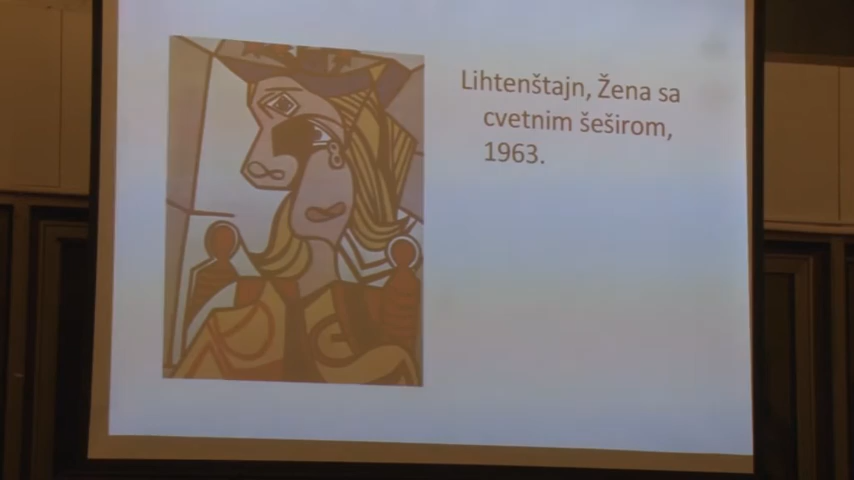 Lihtenštajn, Žena sa
cvetnim šeširom,
1963.